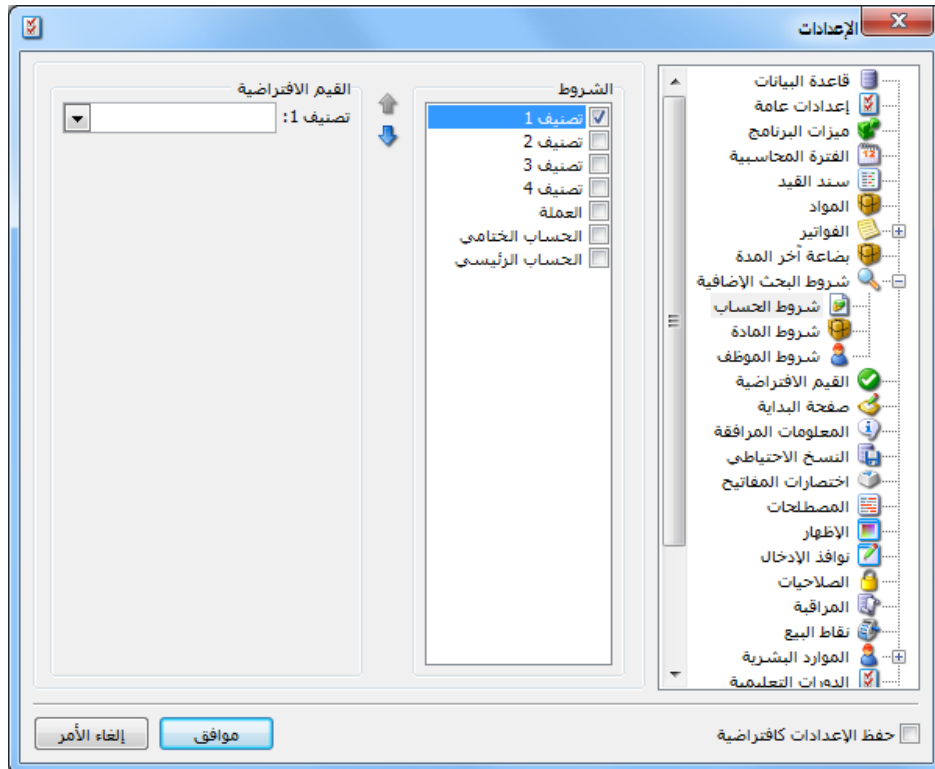 الإعدادات
قاعدة البيانات
إعدادات عامة
ميزات البرنامج
الفترة المحاسبية
سند القيد
المواد
الفواتير
بضاعة آخر المدة
شروط البحث الإضافية
شروط الحساب
شروط المادة
شروط الموظف
القيم الافتراضية
صفحة البداية
المعلومات المرافقة
النسخ الاحتياطي
اختصارات المفاتيح
المصطلحات
الإظهار
نوافذ الإدخال
الصلاحيات
المراقبة
نقاط البيع
الموارد البشرية
الدورات التعليمية
الشروط
تصنيف 1
تصنيف 2
تصنيف 3
تصنيف 4
العملة
الحساب الختامي
الحساب الرئيسي
القيم الافتراضية
تصنيف 1:
حفظ الإعدادات كافتراضية
موافق
إلغاء الأمر